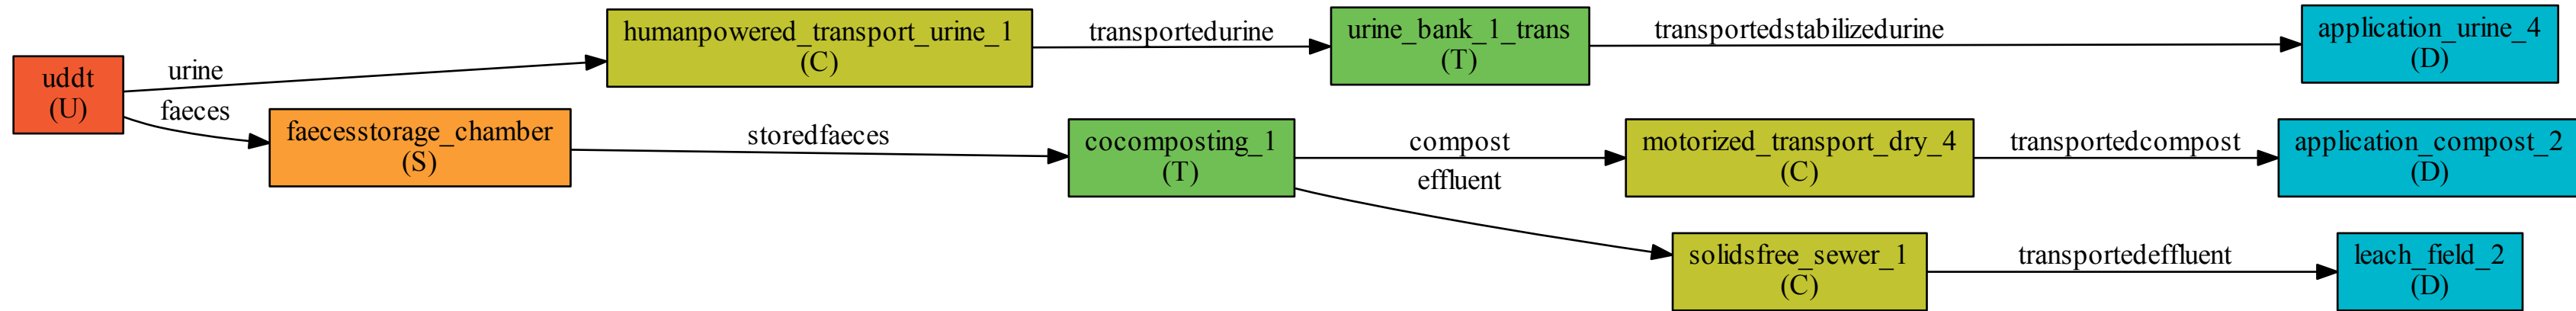 uddt
(U)
urine
faeces
humanpowered_transport_urine_1
(C)
transportedurine
urine_bank_1_trans
(T)
transportedstabilizedurine
application_urine_4
(D)
faecesstorage_chamber
(S)
storedfaeces
cocomposting_1
(T)
compost
effluent
motorized_transport_dry_4
(C)
transportedcompost
application_compost_2
(D)
solidsfree_sewer_1
(C)
transportedeffluent
leach_field_2
(D)